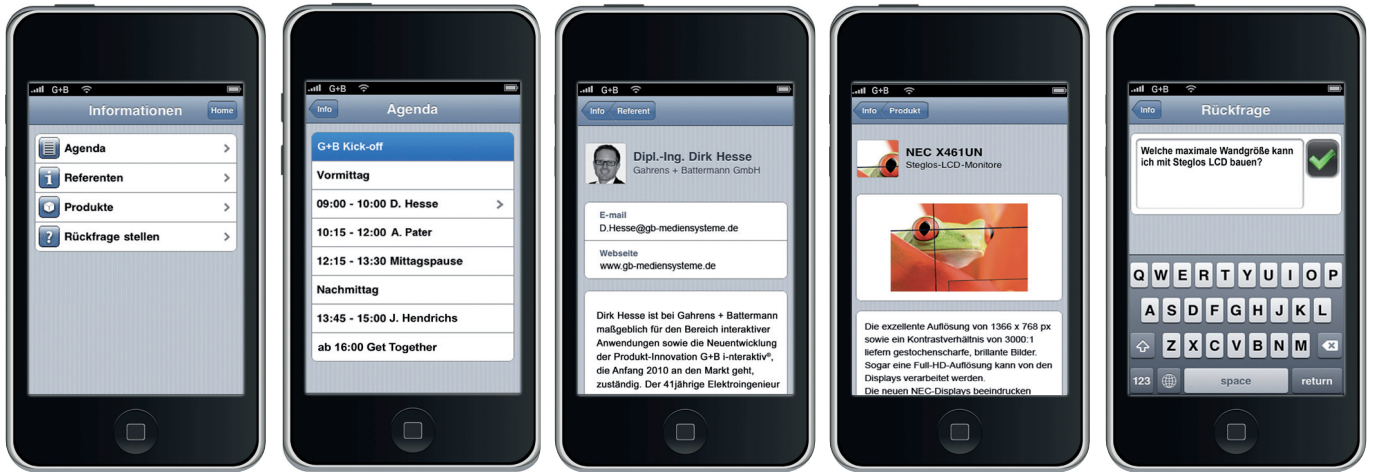 G+B
Informationen
Home
Agenda
Referenten
Produkte
Rückfrage stellen
G+B
Info
Agenda
G+B Kick-off
Vormittag
09:00 - 10:00 D. Hesse
10:15 - 12:00 A. Pater
12:15 - 13:30 Mittagspause
Nachmittag
13:45 - 15:00 J. Hendrichs
ab 16:00 Get Together
G+B
Info Referent
Dipl.-Ing. Dirk Hesse
Gahrens + Battermann GmbH
E-mail
D.Hesse@gb-mediensysteme.de
Webseite
www.gb-mediensysteme.de
Dirk Hesse ist bei Gahrens + Battermann
maßgeblich für den Bereich interaktiver
Anwendungen sowie die Neuentwicklung
der Produkt-Innovation G+B i-nteraktiv®,
die Anfang 2010 an den Markt geht,
zuständig. Der 41jährige Elektroingenieur
G+B
Info Produkt
NEC X461UN
Steglos-LCD-Monitore
Die exzellente Auflösung von 1366 x 768 px
sowie ein Kontrastverhältnis von 3000:1
liefern gestochenscharfe, brillante Bilder.
Sogar eine Full-HD-Auflösung kann von den
Displays verarbeitet werden.
Die neuen NEC-Displays beeindrucken
G+B
Info
Rückfrage
Welche maximale Wandgröße kann
ich mit Steglos LCD bauen?
Q W E R T Y U I O P
A S D F G H J K L
Z X C V B N M
123 space return